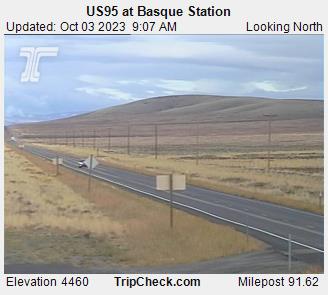 US95 at Basque Station
Updated: Oct 03 2023 9:07 AM Looking North
Elevation 4460 TripCheck.com Milepost 91.62